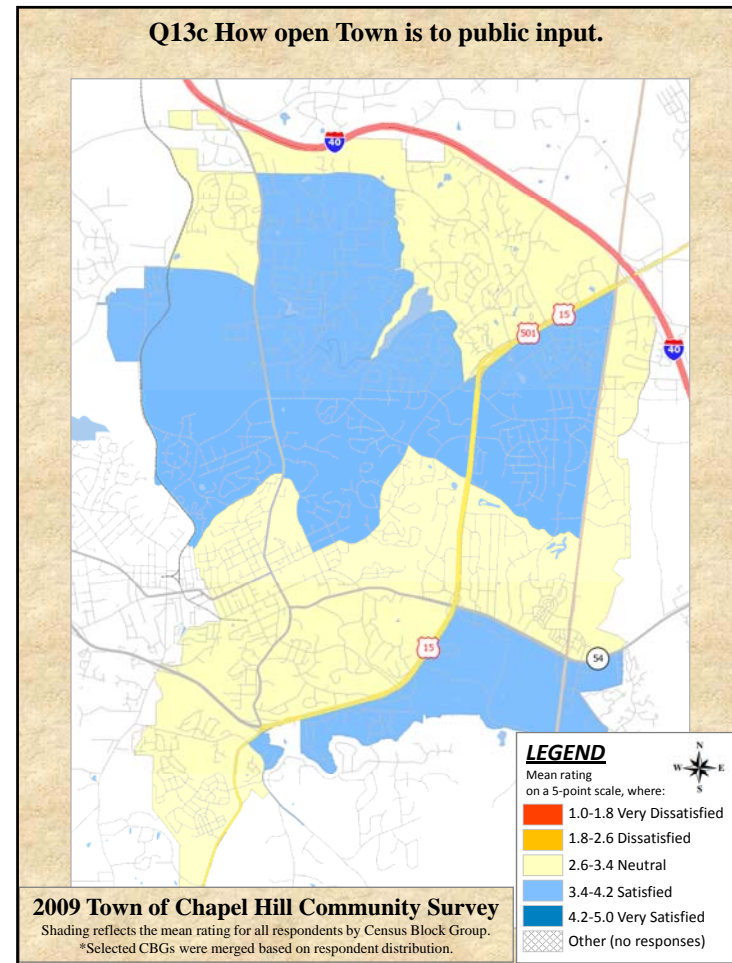 Q13c How open Town is to public input.
40
15
501
40
15
54
LEGEND
Mean rating
on a 5-point scale, where:
N
W E
S
1.0-1.8 Very Dissatisfied
1.8-2.6 Dissatisfied
2.6-3.4 Neutral
3.4-4.2 Satisfied
4.2-5.0 Very Satisfied
Other (no responses)
2009 Town of Chapel Hill Community Survey
Shading reflects the mean rating for all respondents by Census Block Group.
*Selected CBGs were merged based on respondent distribution.